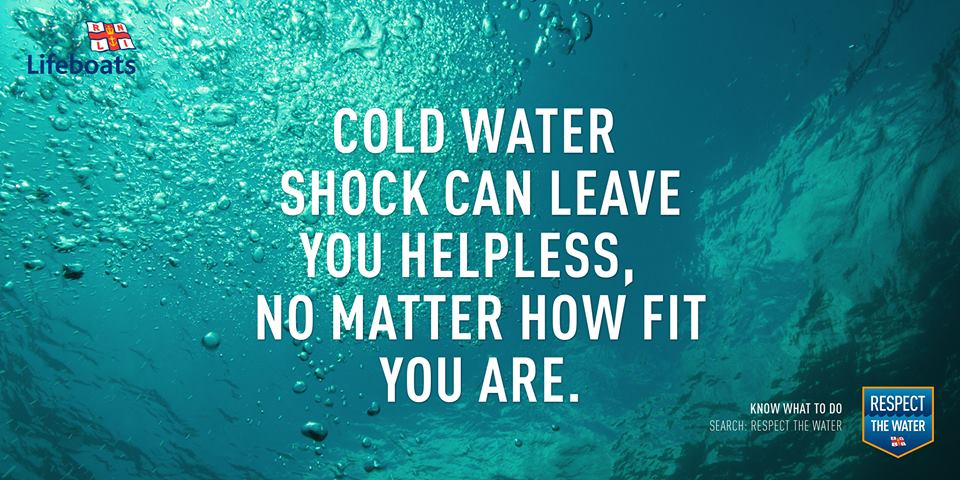 RNLI
Lifeboats
COLD WATER
SHOCK CAN LEAVE
YOU HELPLESS,
NO MATTER HOW FIT
YOU ARE.
KNOW WHAT TO DO
SEARCH: RESPECT THE WATER
RESPECT
THE WATER